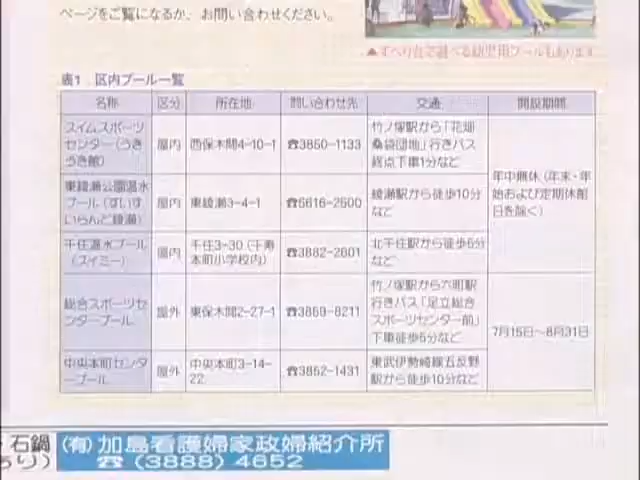 ページをご覧になるか、お問い合わせください。
▲すべり台で遊べる幼児用プールもあります
表1 区内プール一覧
名称 区分 所在地 問い合わせ先 交通 開設期間
スイムスポーツ
センター(うき
うき館)
屋内
西保木間4-10-1
☎3850-1133
竹ノ塚駅から「花畑
桑袋団地」行きバス
終点下車1分など
年中無休(年末・年
始および定期休館
日を除く)
東綾瀬公園温水
プール(すいす
いらんど綾瀬)
屋内
東綾瀬3-4-1
☎5616-2500
綾瀬駅から徒歩10分
など
千住温水プール
(スイミー)
屋内
千住3-30(千寿
本町小学校内)
☎3882-2601
北千住駅から徒歩5分
など
総合スポーツセ
ンタープール
屋外
東保木間2-27-1
☎3859-8211
竹ノ塚駅から六町駅
行きバス「足立総合
スポーツセンター前」
下車徒歩5分など
7月15日〜8月31日
中央本町センタ
ープール
屋外
中央本町3-14-
22
☎3852-1431
東武伊勢崎線五反野
駅から徒歩10分など
・石鍋
(有)加島看護婦家政婦紹介所
☎(3888)4652